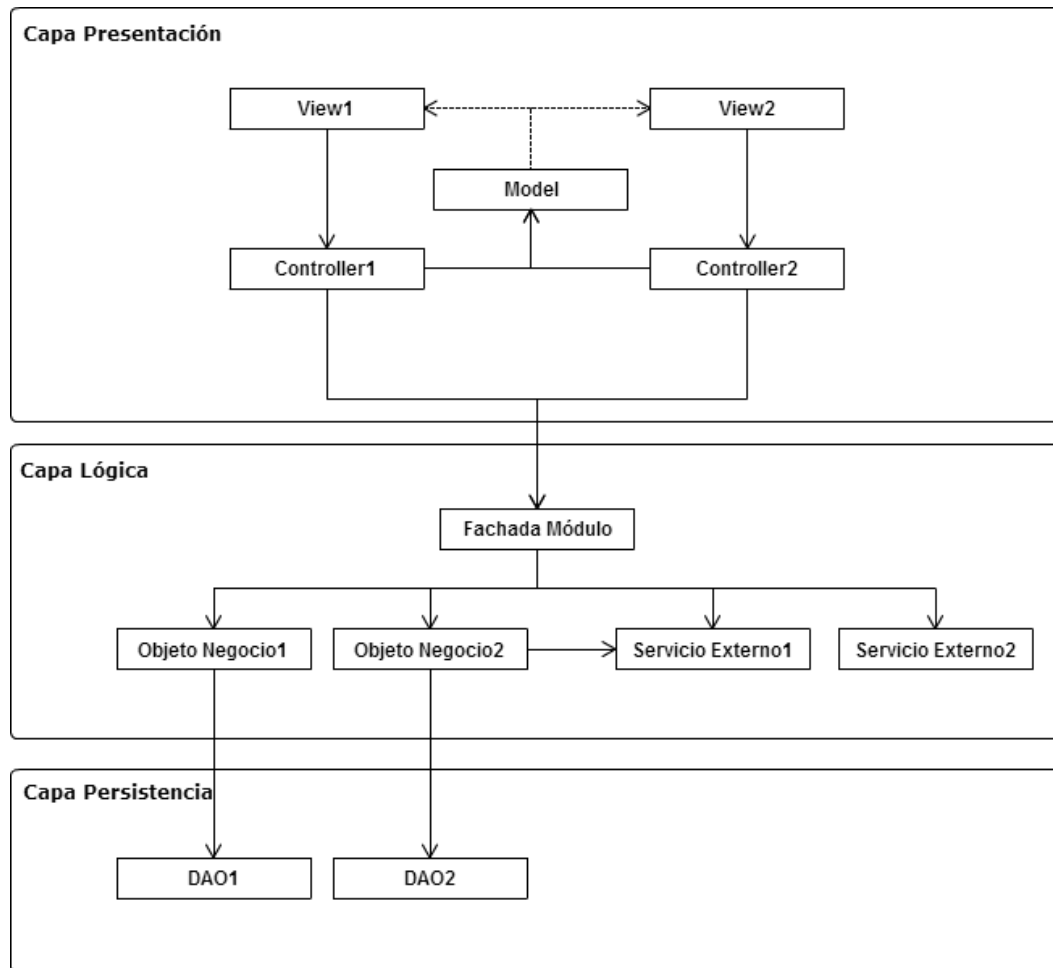 Capa Presentación
View1
View2
Model
Controller1
Controller2
Capa Lógica
Fachada Módulo
Objeto Negocio1
Objeto Negocio2
Servicio Externo1
Servicio Externo2
Capa Persistencia
DAO1
DAO2